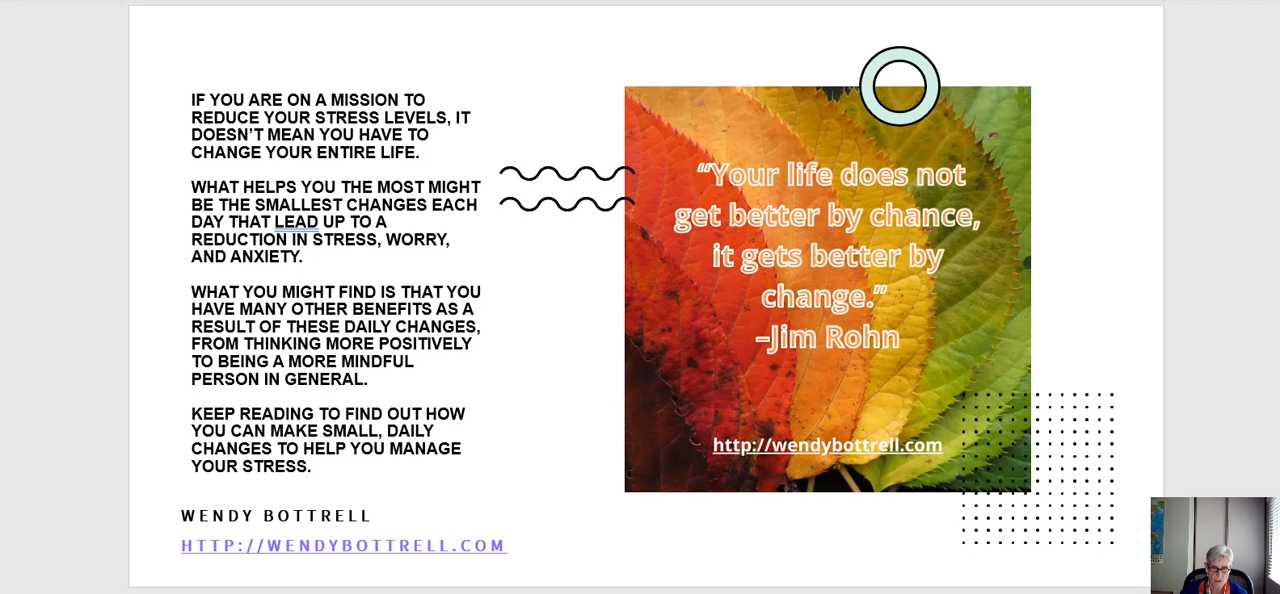 IF YOU ARE ON A MISSION TO
REDUCE YOUR STRESS LEVELS, IT
DOESN'T MEAN YOU HAVE TO
CHANGE YOUR ENTIRE LIFE.
WHAT HELPS YOU THE MOST MIGHT
BE THE SMALLEST CHANGES EACH
DAY THAT LEAD UP TO A
REDUCTION IN STRESS, WORRY,
AND ANXIETY.
WHAT YOU MIGHT FIND IS THAT YOU
HAVE MANY OTHER BENEFITS AS A
RESULT OF THESE DAILY CHANGES,
FROM THINKING MORE POSITIVELY
TO BEING A MORE MINDFUL
PERSON IN GENERAL.
KEEP READING TO FIND OUT HOW
YOU CAN MAKE SMALL, DAILY
CHANGES TO HELP YOU MANAGE
YOUR STRESS.
WENDY BOTTRELL
HTTP://WENDYBOTTRELL.COM
"Your life does not
get better by chance,
it gets better by
change."
–Jim Rohn
http://wendybottrell.com